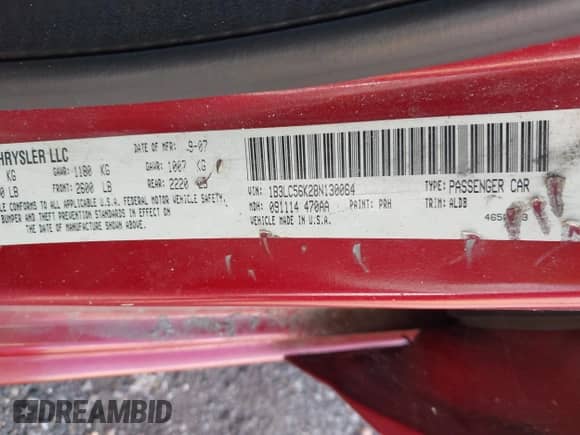 HRYSLER LLC
DATE OF MFR: 9-07
KG GAWR: 1180 KG GAWR: 1007 KG
LB FRONT: 2600 LB REAR: 2220 LB
TO ALL APPLICABLE U.S.A. FEDERAL MOTOR VEHICLE SAFETY,
BUMPER AND THEFT PREVENTION STANDARDS IN EFFECT ON
THE DATE OF MANUFACTURE SHOWN ABOVE.
VIN: 1B3LC56K28N130064 TYPE: PASSENGER CAR
MDH: 091114 470AA PAINT: PRH TRIM: ALDB
VEHICLE MADE IN U.S.A.
DREAMBID